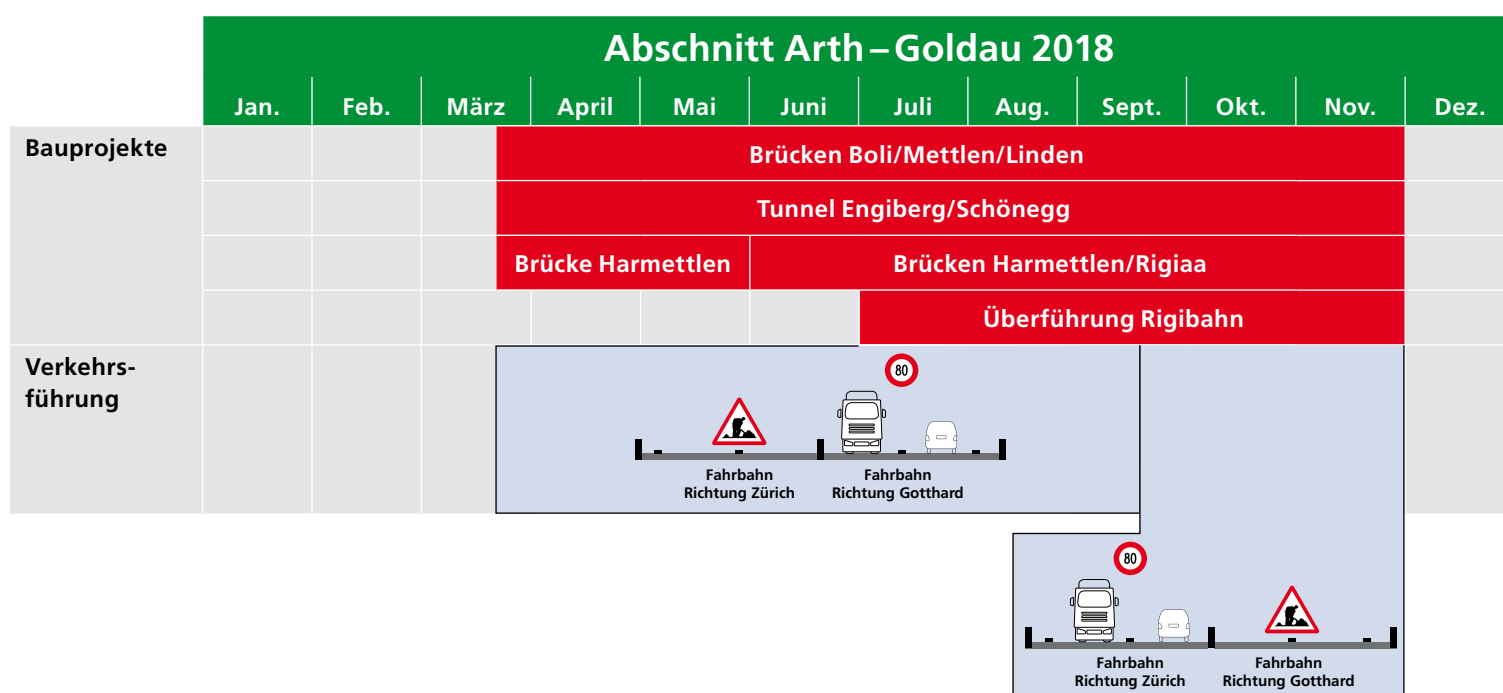 Abschnitt Arth – Goldau 2018
Jan. Feb. März April Mai Juni Juli Aug. Sept. Okt. Nov. Dez.
Bauprojekte
Brücken Boli/Mettlen/Linden
Tunnel Engiberg/Schönegg
Brücke Harmettlen Brücken Harmettlen/Rigiaa
Überführung Rigibahn
Verkehrs-
führung
80
Fahrbahn Fahrbahn
Richtung Zürich Richtung Gotthard
80
Fahrbahn Fahrbahn
Richtung Zürich Richtung Gotthard